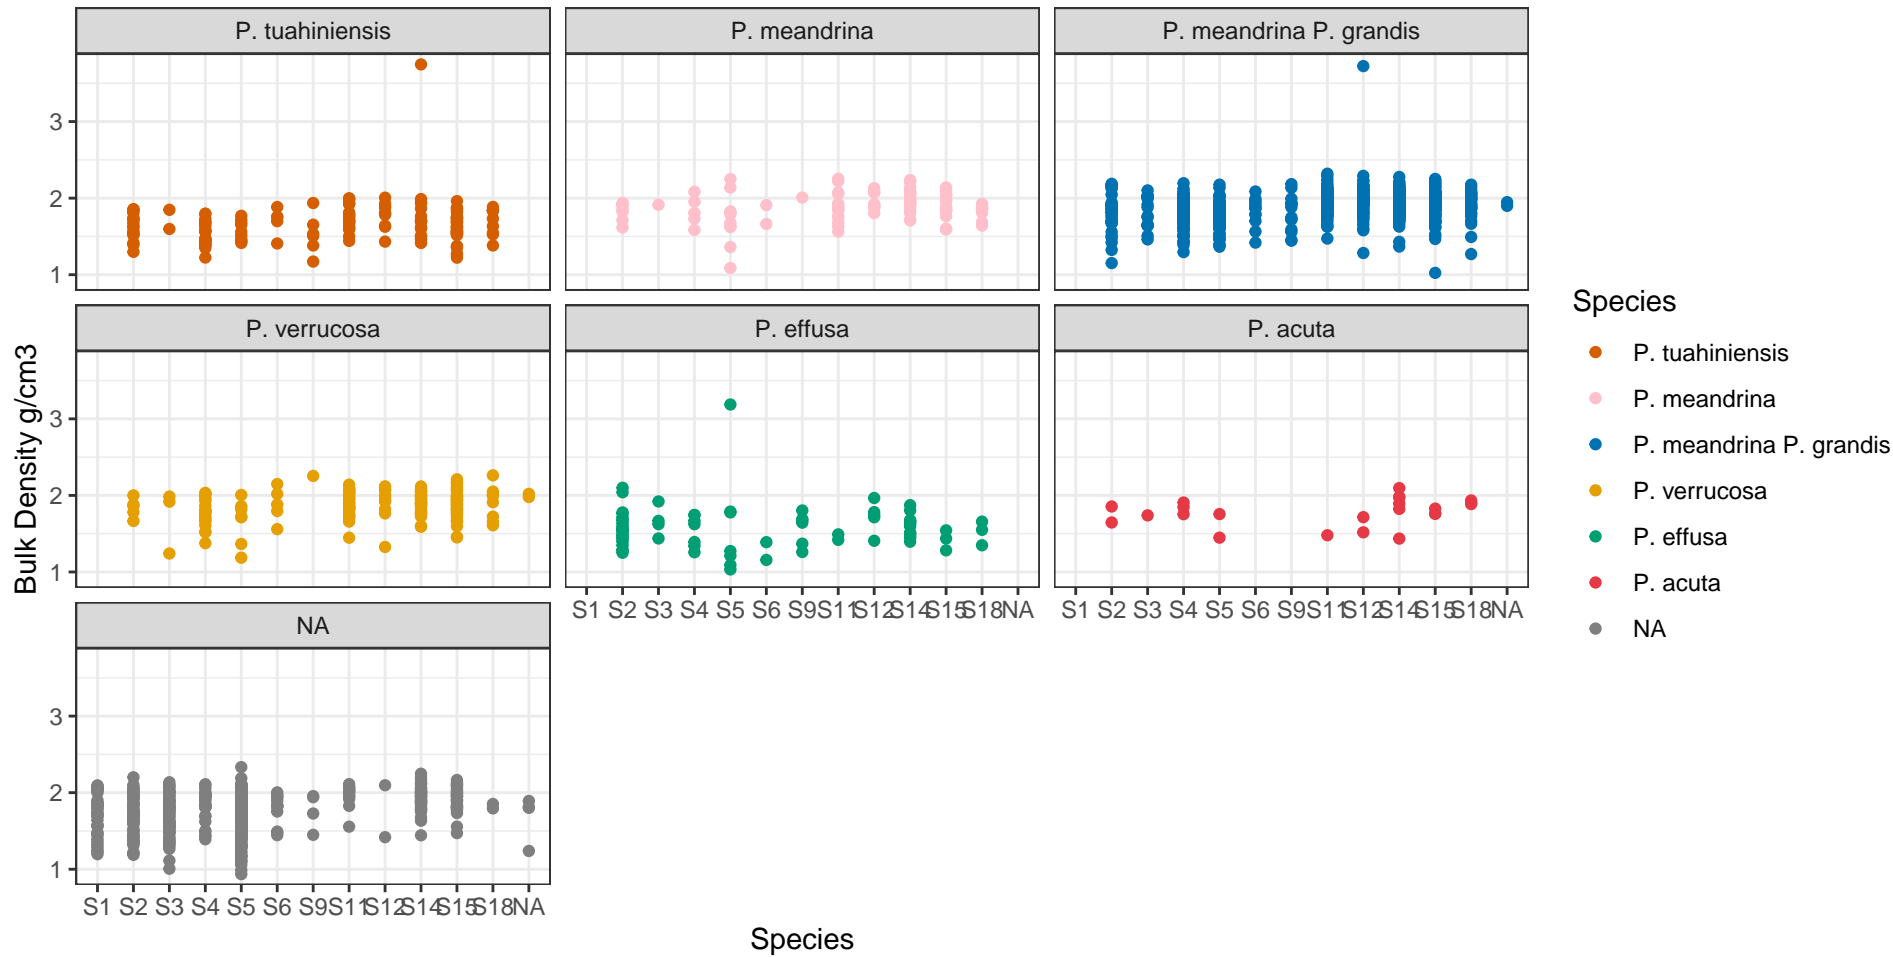 P. tuahiniensis P. meandrina P. meandrina P. grandis
3
2
1
P. verrucosa P. effusa P. acuta
3
2
1
S1 S2 S3 S4 S5 S6 S9 S11 S12 S14 S15 S18 NA S1 S2 S3 S4 S5 S6 S9 S11 S12 S14 S15 S18 NA
NA
3
2
1
S1 S2 S3 S4 S5 S6 S9 S11 S12 S14 S15 S18 NA
Species
Bulk Density g/cm3
Species
P. tuahiniensis
P. meandrina
P. meandrina P. grandis
P. verrucosa
P. effusa
P. acuta
NA